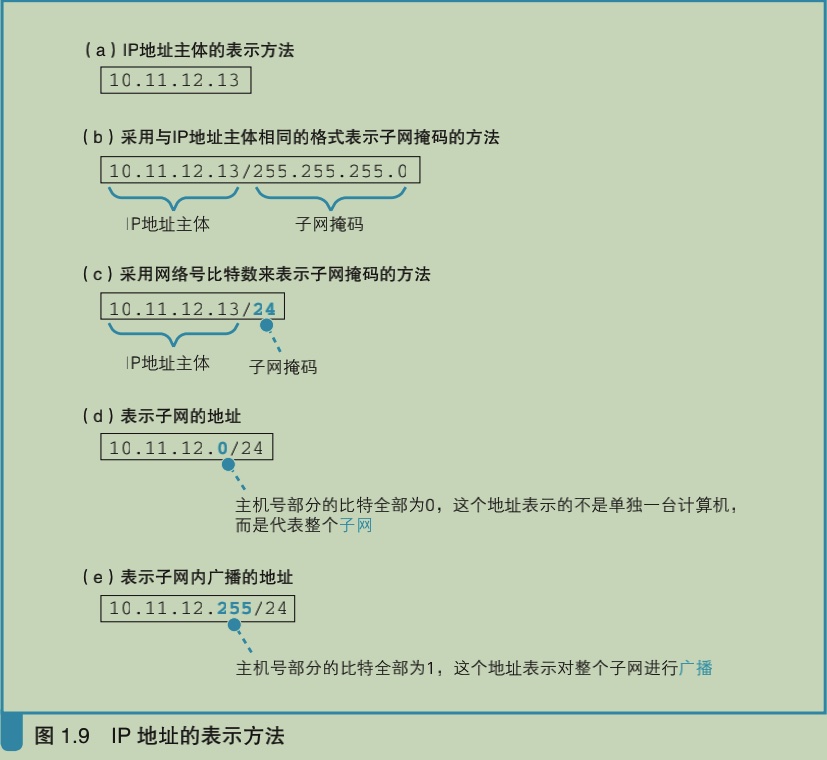 (a) IP地址主体的表示方法
10.11.12.13
(b) 采用与IP地址主体相同的格式表示子网掩码的方法
10.11.12.13/255.255.255.0
IP地址主体 子网掩码
(c) 采用网络号比特数来表示子网掩码的方法
10.11.12.13/24
IP地址主体 子网掩码
(d) 表示子网的地址
10.11.12.0/24
主机号部分的比特全部为0，这个地址表示的不是单独一台计算机，
而是代表整个子网
(e) 表示子网内广播的地址
10.11.12.255/24
主机号部分的比特全部为1，这个地址表示对整个子网进行广播
图 1.9 IP 地址的表示方法